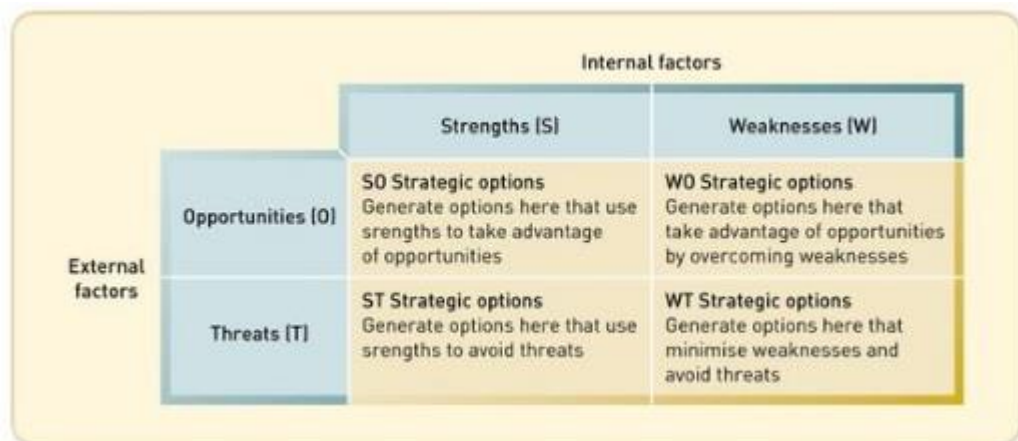 Internal factors
Strengths (S)
Weaknesses (W)
External
factors
Opportunities (O)
SO Strategic options
Generate options here that use
srengths to take advantage
of opportunities
WO Strategic options
Generate options here that
take advantage of opportunities
by overcoming weaknesses
Threats (T)
ST Strategic options
Generate options here that use
srengths to avoid threats
WT Strategic options
Generate options here that
minimise weaknesses and
avoid threats